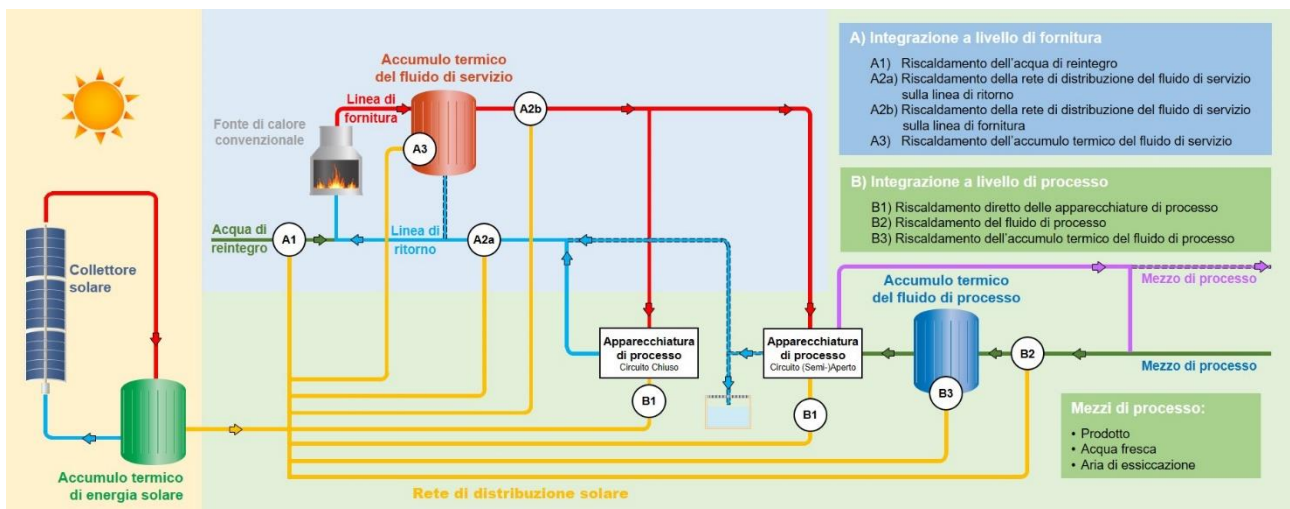 Collettore
solare
Accumulo termico
di energia solare
Fonte di calore
convenzionale
Linea di
fornitura
Accumulo termico
del fluido di servizio
A3
A2b
Acqua di
reintegro
A1
Linea di
ritorno
A2a
Apparecchiatura
di processo
Circuito Chiuso
B1
Apparecchiatura
di processo
Circuito (Semi-)Aperto
B1
Accumulo termico
del fluido di processo
B3
B2
Mezzo di processo
Mezzo di processo
Rete di distribuzione solare
A) Integrazione a livello di fornitura
A1) Riscaldamento dell'acqua di reintegro
A2a) Riscaldamento della rete di distribuzione del fluido di servizio
sulla linea di ritorno
A2b) Riscaldamento della rete di distribuzione del fluido di servizio
sulla linea di fornitura
A3) Riscaldamento dell'accumulo termico del fluido di servizio
B) Integrazione a livello di processo
B1) Riscaldamento diretto delle apparecchiature di processo
B2) Riscaldamento del fluido di processo
B3) Riscaldamento dell'accumulo termico del fluido di processo
Mezzi di processo:
• Prodotto
• Acqua fresca
• Aria di essiccazione